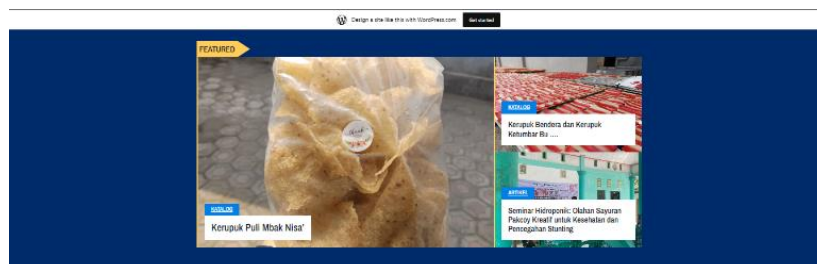 Design a site like this with WordPress.com
Get started
FEATURED
KATALOG
Kerupuk Puli Mbak Nisa'
KATALOG
Kerupuk Bendera dan Kerupuk
Ketumbar Bu ....
ARTIKEL
Seminar Hidroponik: Olahan Sayuran
Pakcoy Kreatif untuk Kesehatan dan
Pencegahan Stunting